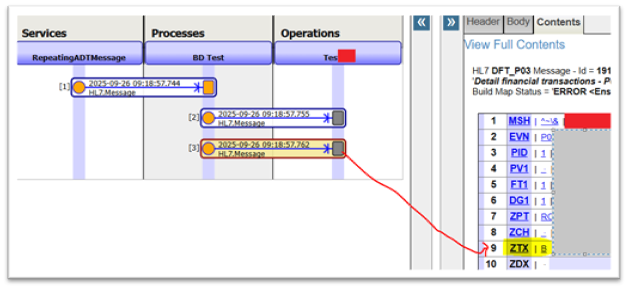 Services
Processes
Operations
RepeatingADTMessage
BD Test
Tes
[1]
2025-09-26 09:18:57.744
HL7.Message
[2]
2025-09-26 09:18:57.755
HL7.Message
[3]
2025-09-26 09:18:57.762
HL7.Message
«
»
Header Body Contents
View Full Contents
HL7 DFT_P03 Message - Id = 191
'Detail financial transactions - P
Build Map Status = 'ERROR <Ens
1 MSH | ^~\& |
2 EVN | P0
3 PID | 1 |
4 PV1 |
5 FT1 | 1 |
6 DG1 | 1 |
7 ZPT | RC
8 ZCH |
9 ZTX | B
10 ZDX |